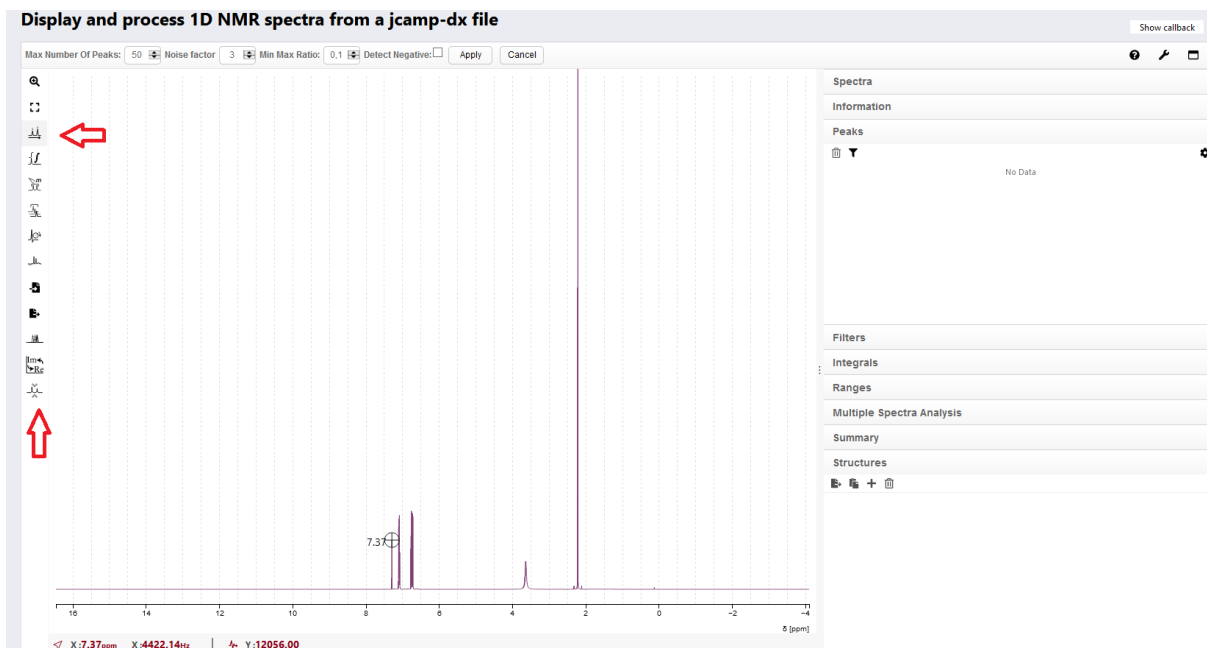 Display and process 1D NMR spectra from a jcamp-dx file
Show callback
Max Number Of Peaks: 50 Noise factor 3 Min Max Ratio: 0,1 Detect Negative: Apply Cancel
Spectra
Information
Peaks
No Data
Im
Re
7.37
Filters
Integrals
Ranges
Multiple Spectra Analysis
Summary
Structures
16 14 12 10 8 6 4 2 0 −2 −4
δ [ppm]
X :7.37ppm X :4422.14Hz Y :12056.00